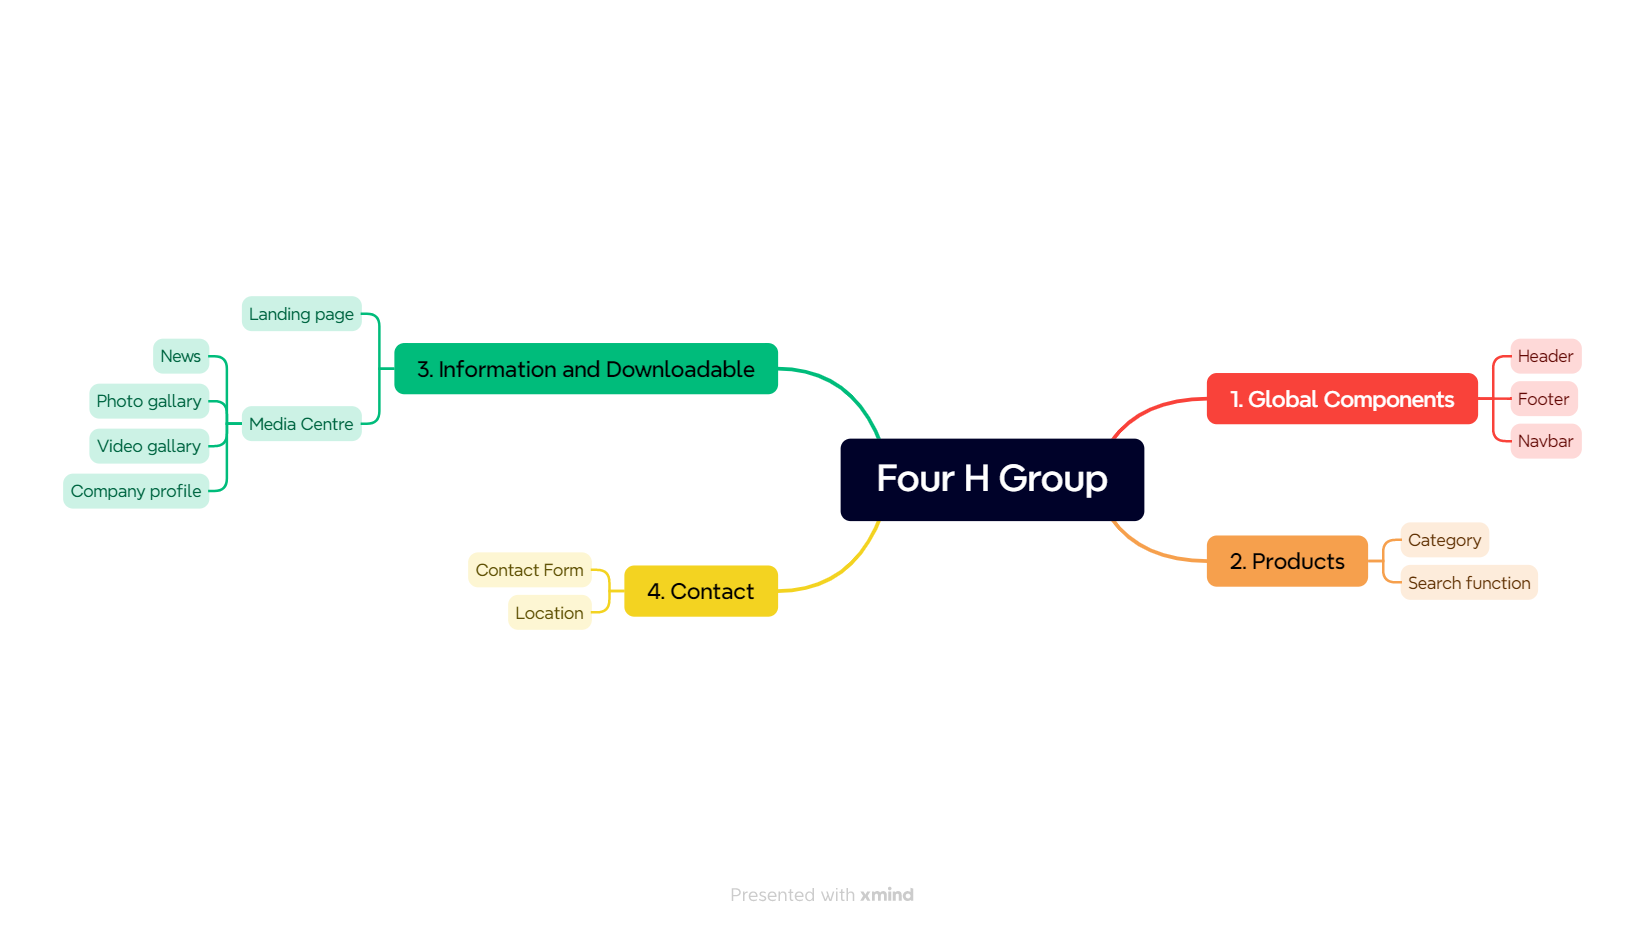 Four H Group
1. Global Components
Header
Footer
Navbar
2. Products
Category
Search function
3. Information and Downloadable
Landing page
Media Centre
News
Photo gallary
Video gallary
Company profile
4. Contact
Contact Form
Location
Presented with xmind